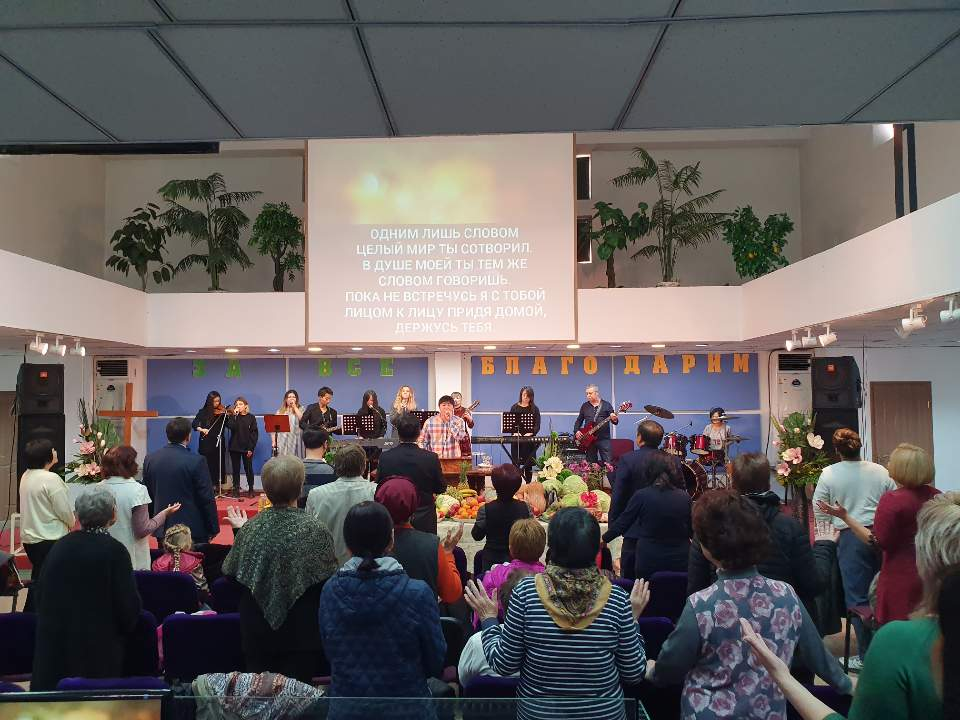 ОДНИМ ЛИШЬ СЛОВОМ
ЦЕЛЫЙ МИР ТЫ СОТВОРИЛ.
В ДУШЕ МОЕЙ ТЫ ТЕМ ЖЕ
СЛОВОМ ГОВОРИШЬ.
ПОКА НЕ ВСТРЕЧУСЬ Я С ТОБОЙ
ЛИЦОМ К ЛИЦУ ПРИДЯ ДОМОЙ,
ДЕРЖУСЬ ТЕБЯ.
ЗА ВСЕ БЛАГОДАРИМ